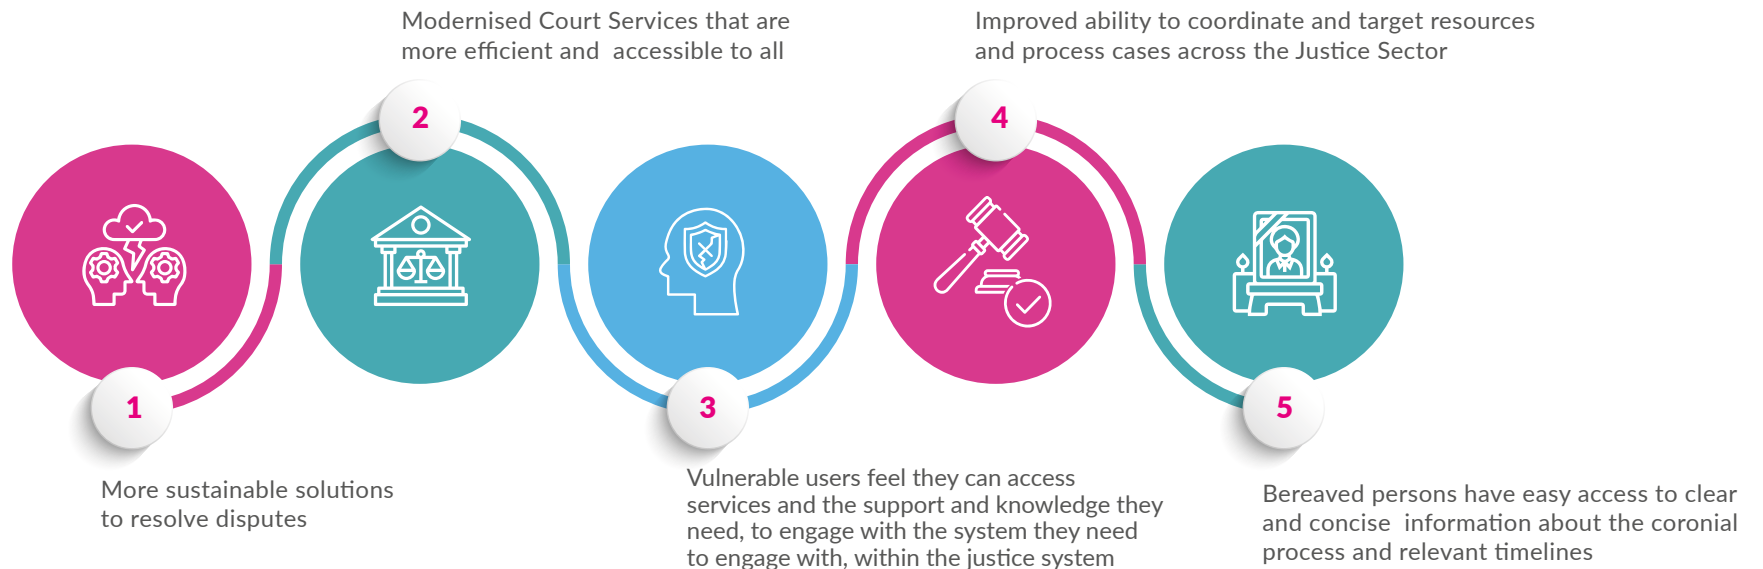 1
More sustainable solutions
to resolve disputes
2
Modernised Court Services that are
more efficient and  accessible to all
3
Vulnerable users feel they can access
services and the support and knowledge they
need, to engage with the system they need
to engage with, within the justice system
4
Improved ability to coordinate and target resources
and process cases across the Justice Sector
5
Bereaved persons have easy access to clear
and concise  information about the coronial
process and relevant timelines